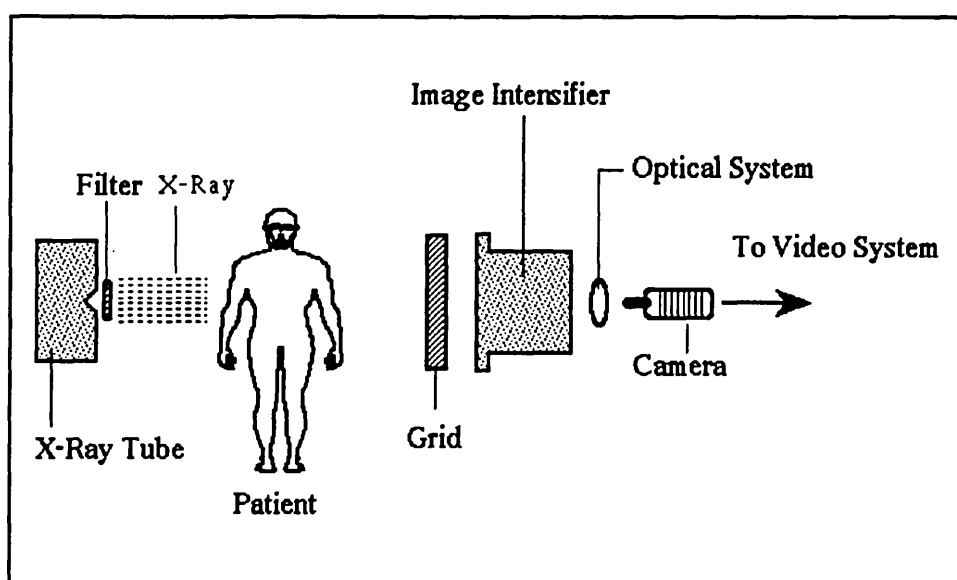 Image Intensifier
Optical System
Filter X-Ray
To Video System
Camera
Grid
X-Ray Tube
Patient